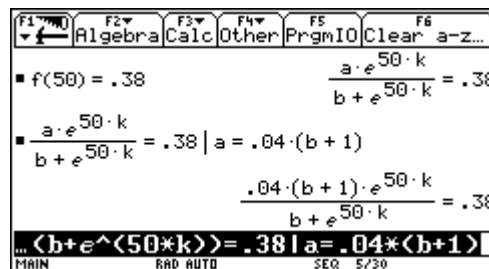 F1 F2 F3 F4 F5 F6
Algebra Calc Other PrgmIO Clear a-z…
f(50) = .38
a·e^50·k / b + e^50·k = .38
a·e^50·k / b + e^50·k = .38 | a = .04·(b + 1)
.04·(b + 1)·e^50·k / b + e^50·k = .38
…(b+e^(50*k))=.38|a=.04*(b+1)
MAIN RAD AUTO SEQ 5/30